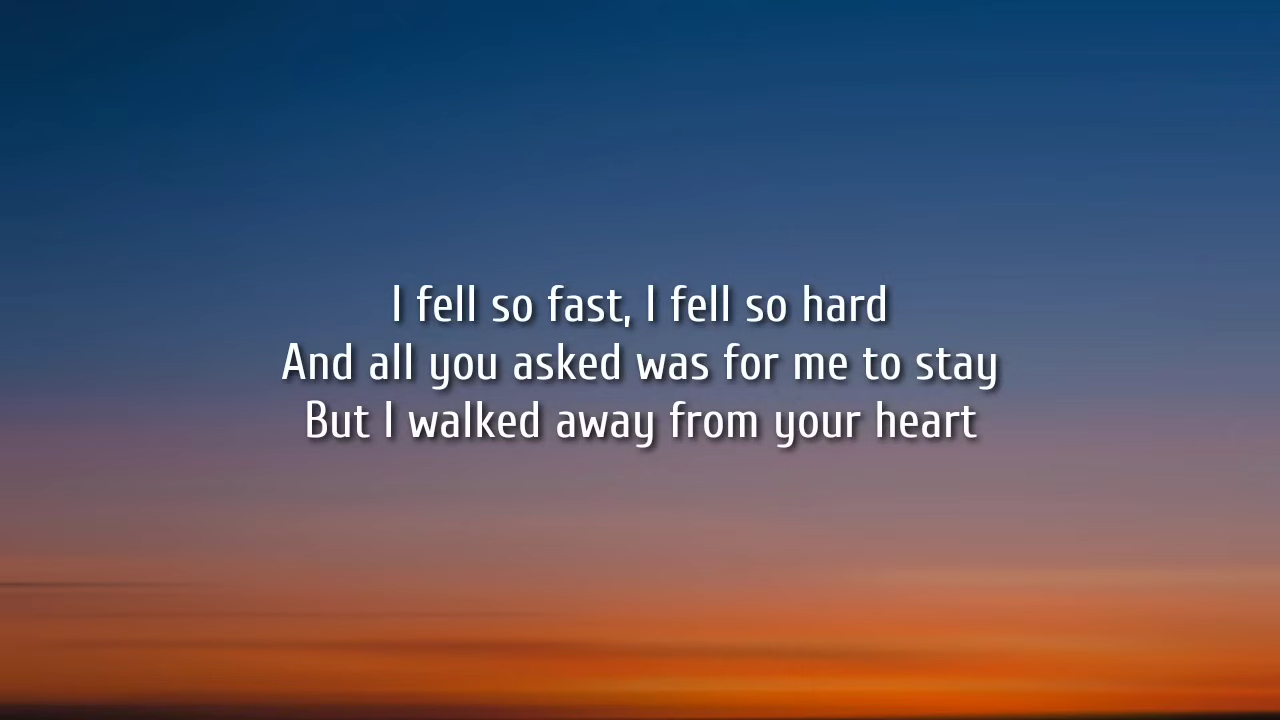 I fell so fast, I fell so hard
And all you asked was for me to stay
But I walked away from your heart